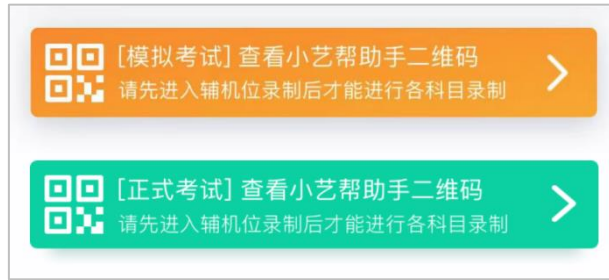 [模拟考试] 查看小艺帮助手二维码
请先进入辅机位录制后才能进行各科目录制
[正式考试] 查看小艺帮助手二维码
请先进入辅机位录制后才能进行各科目录制